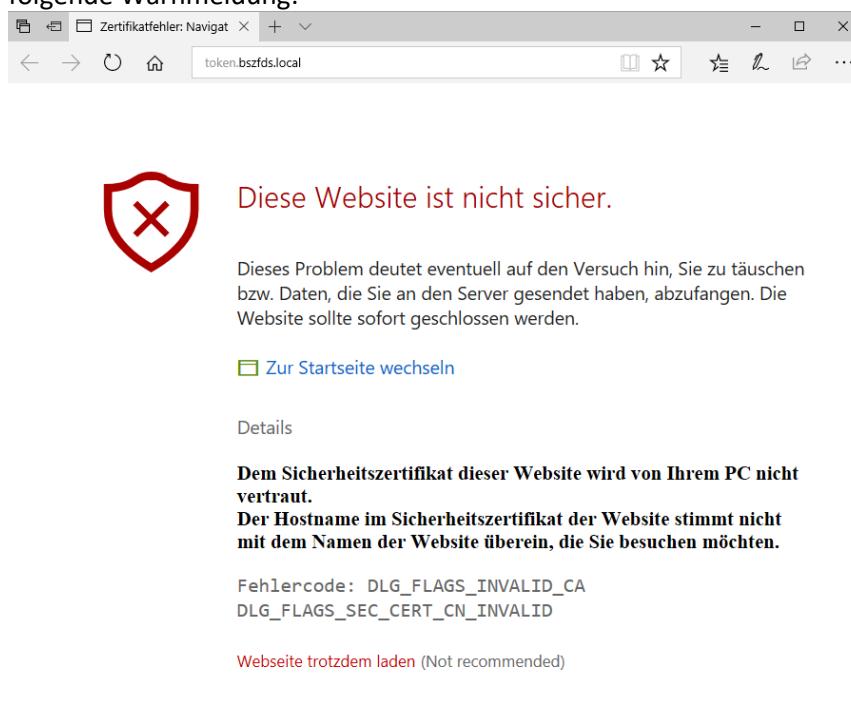 folgende Warnmeldung:
Zertifikatfehler: Navigat
token.bszfds.local
Diese Website ist nicht sicher.
Dieses Problem deutet eventuell auf den Versuch hin, Sie zu täuschen
bzw. Daten, die Sie an den Server gesendet haben, abzufangen. Die
Website sollte sofort geschlossen werden.
Zur Startseite wechseln
Details
Dem Sicherheitszertifikat dieser Website wird von Ihrem PC nicht
vertraut.
Der Hostname im Sicherheitszertifikat der Website stimmt nicht
mit dem Namen der Website überein, die Sie besuchen möchten.
Fehlercode: DLG_FLAGS_INVALID_CA
DLG_FLAGS_SEC_CERT_CN_INVALID
Webseite trotzdem laden (Not recommended)